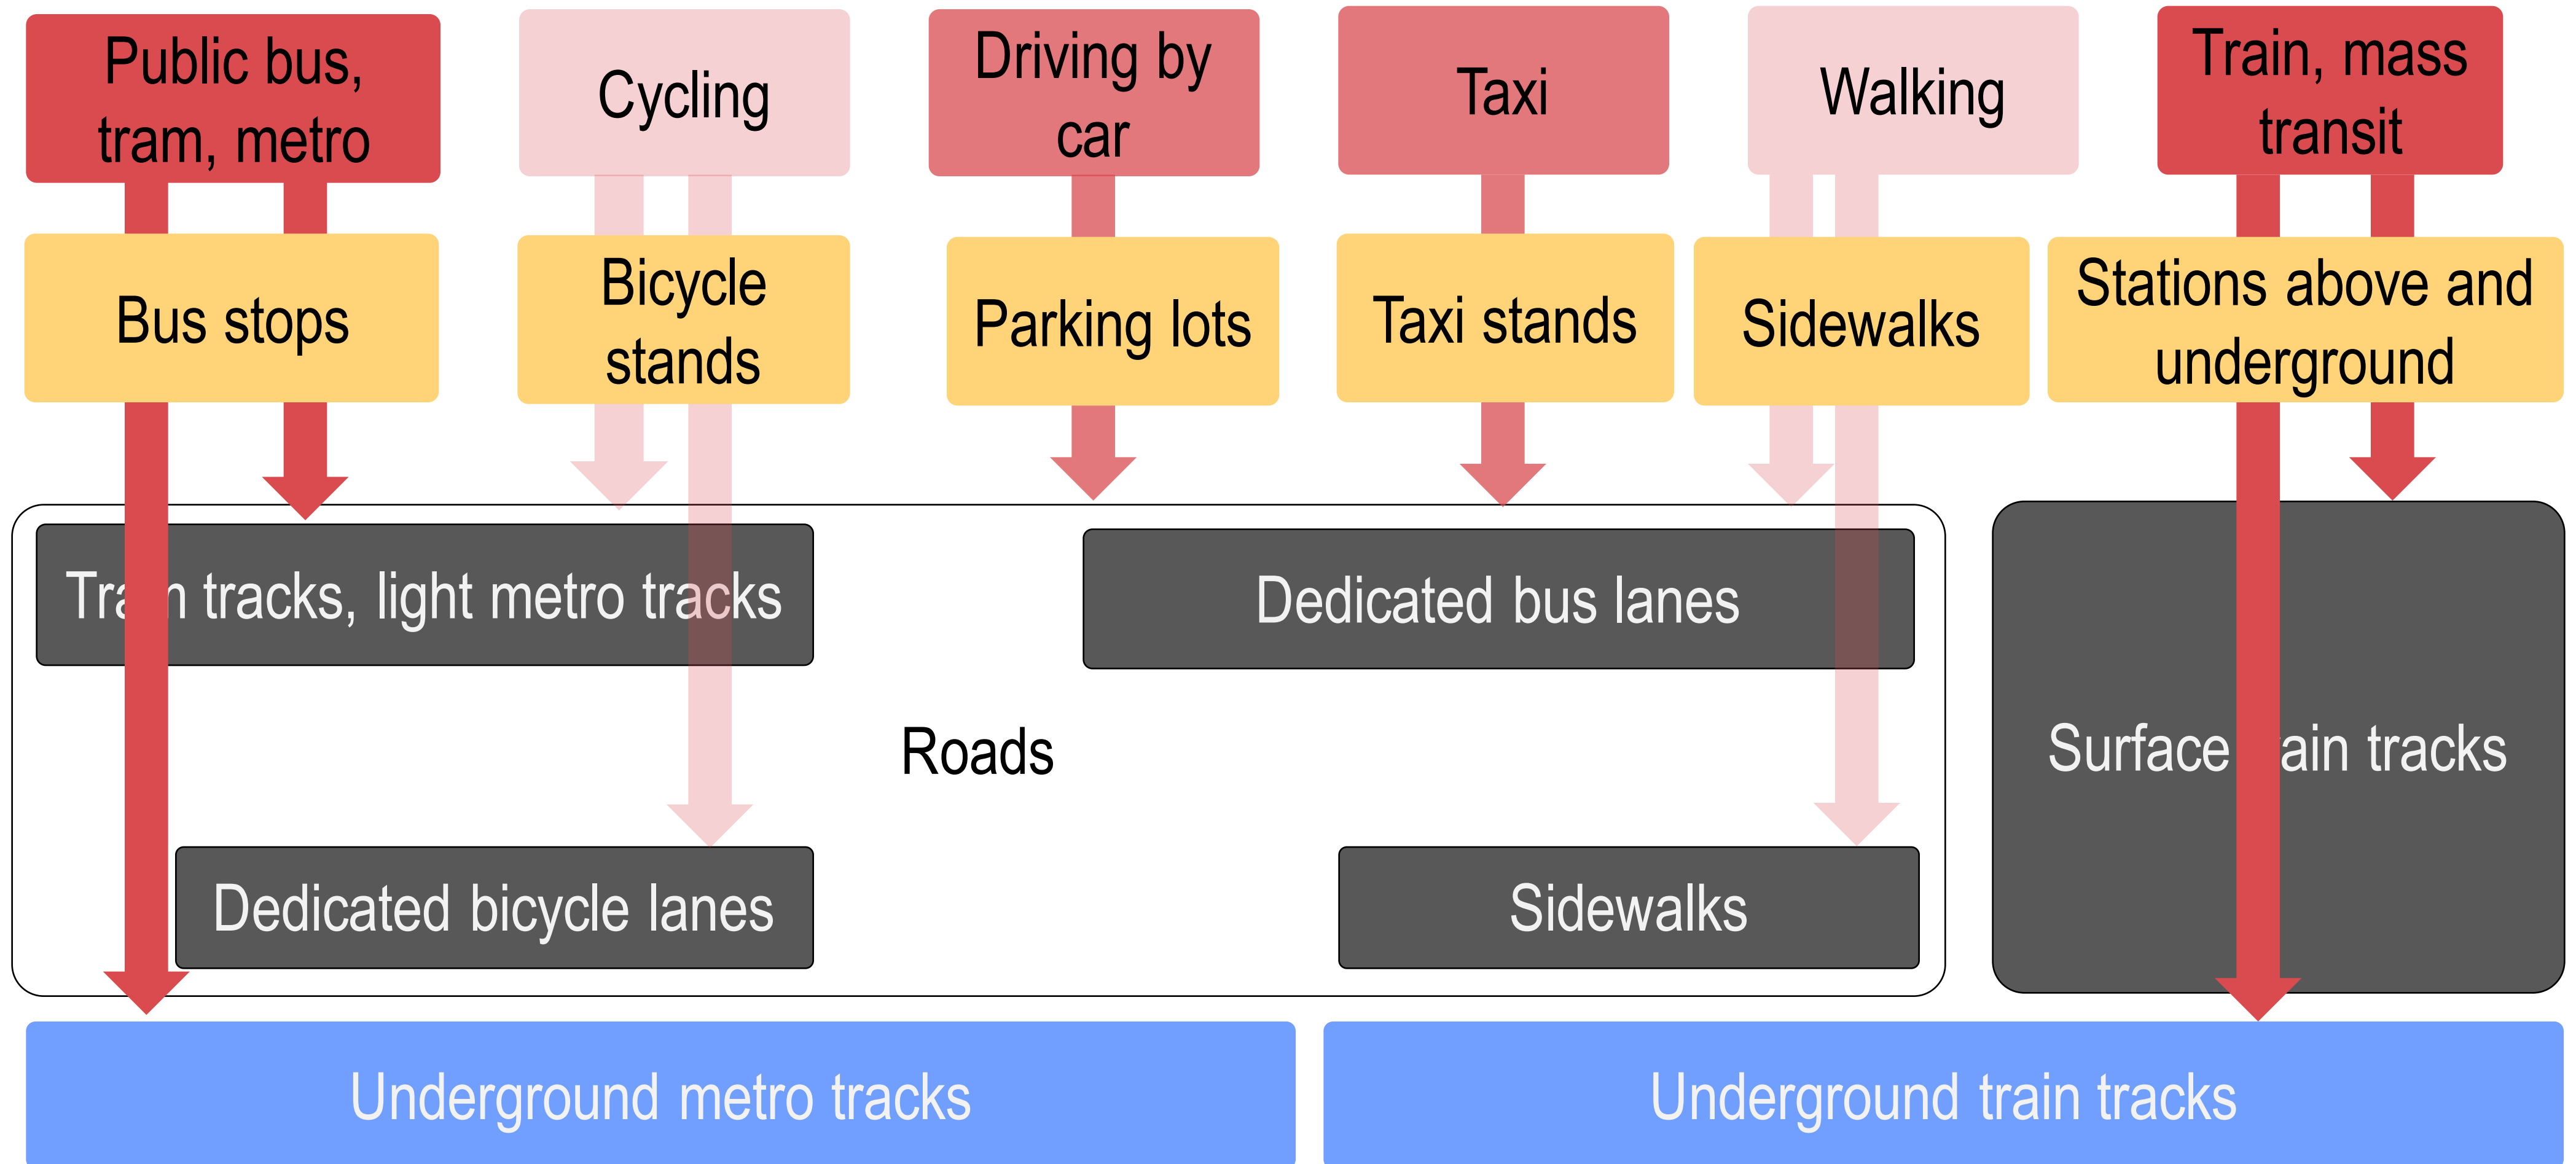 Public bus,
tram, metro
Cycling
Driving by
car
Taxi
Walking
Train, mass
transit
Bus stops
Bicycle
stands
Parking lots
Taxi stands
Sidewalks
Stations above and
underground
Train tracks, light metro tracks
Dedicated bus lanes
Roads
Surface train tracks
Dedicated bicycle lanes
Sidewalks
Underground metro tracks
Underground train tracks